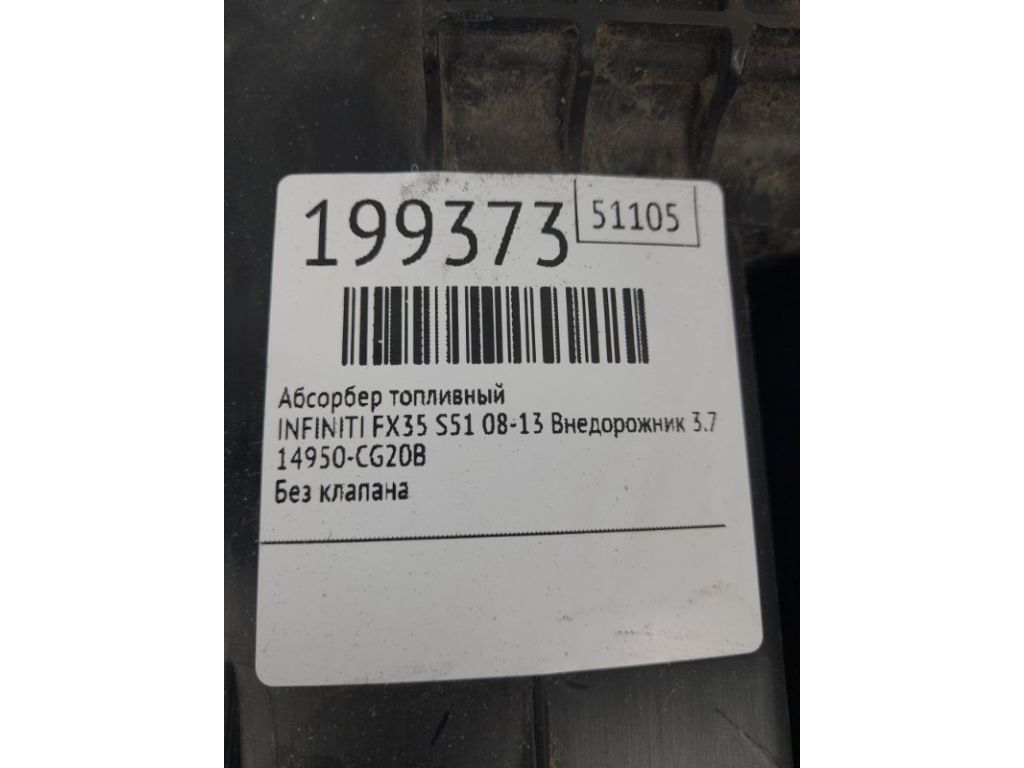 199373
51105
Абсорбер топливный
INFINITI FX35 S51 08-13 Внедорожник 3.7
14950-CG20B
Без клапана